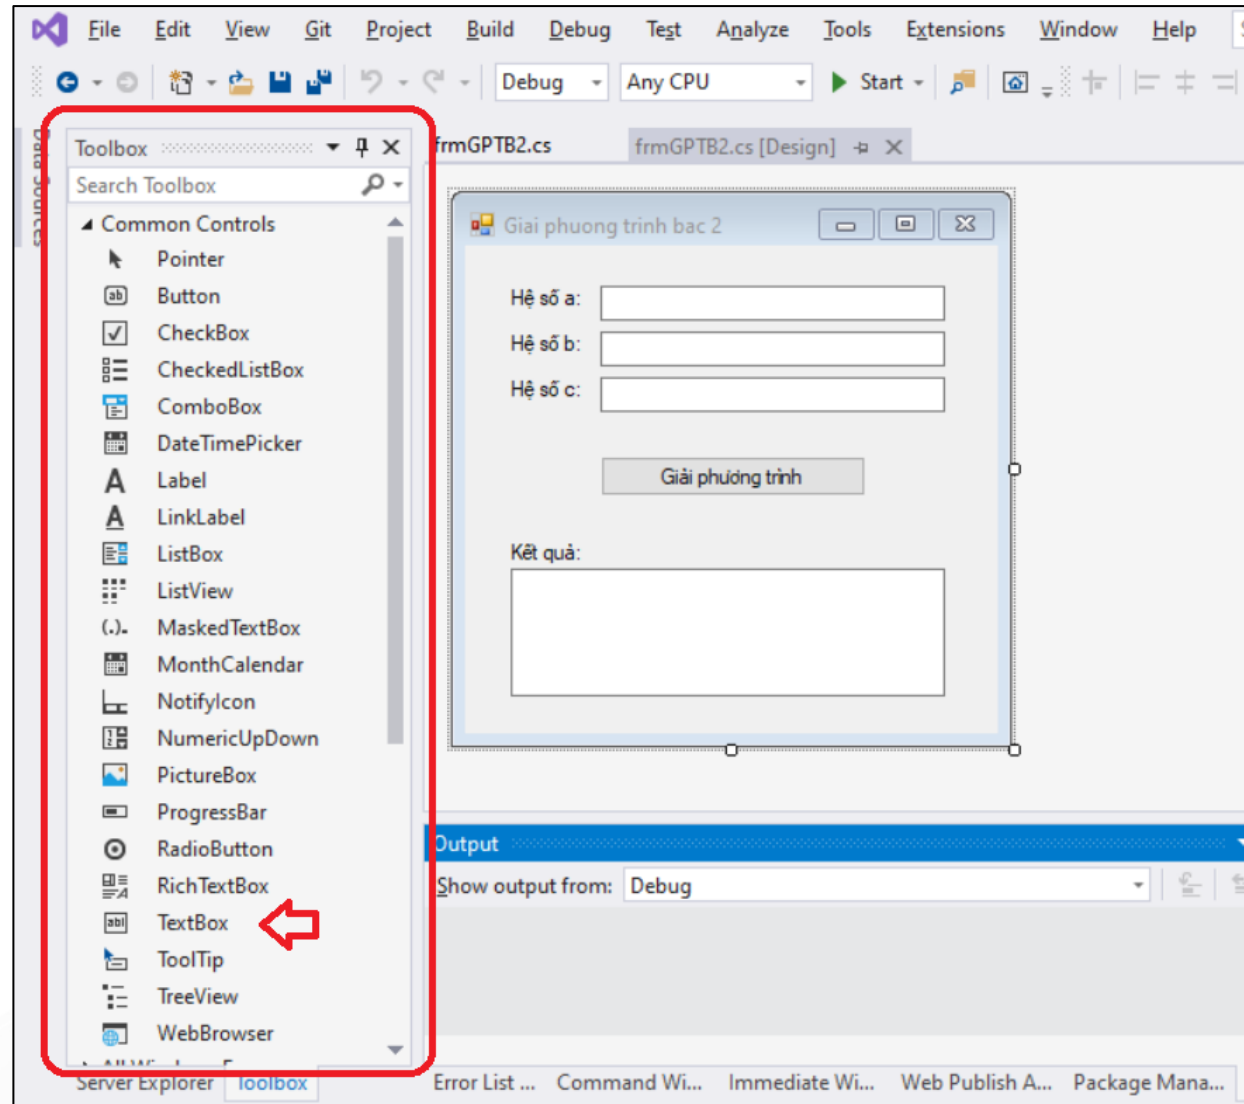 File Edit View Git Project Build Debug Test Analyze Tools Extensions Window Help
Debug Any CPU Start
Data Sources
Toolbox
Search Toolbox
Common Controls
Pointer
Button
CheckBox
CheckedListBox
ComboBox
DateTimePicker
Label
LinkLabel
ListBox
ListView
MaskedTextBox
MonthCalendar
NotifyIcon
NumericUpDown
PictureBox
ProgressBar
RadioButton
RichTextBox
TextBox
ToolTip
TreeView
WebBrowser
Server Explorer Toolbox
frmGPTB2.cs frmGPTB2.cs [Design]
Giai phuong trinh bac 2
Hệ số a:
Hệ số b:
Hệ số c:
Giải phương trình
Kết quả:
Output
Show output from: Debug
Error List ... Command Wi... Immediate Wi... Web Publish A... Package Mana...